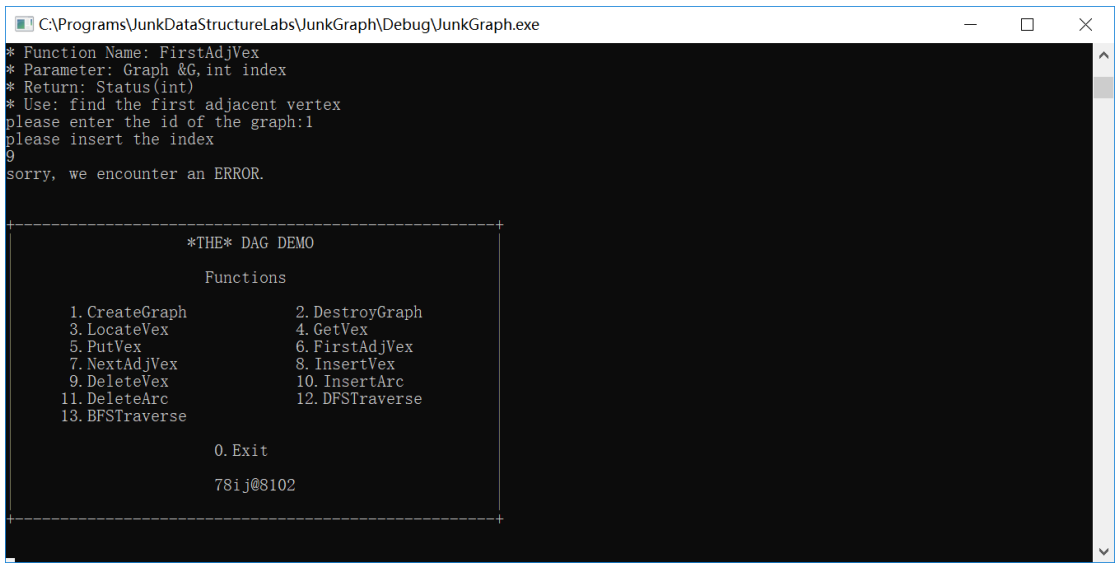 C:\Programs\JunkDataStructureLabs\JunkGraph\Debug\JunkGraph.exe
* Function Name: FirstAdjVex
* Parameter: Graph &G,int index
* Return: Status(int)
* Use: find the first adjacent vertex
please enter the id of the graph:1
please insert the index
9
sorry, we encounter an ERROR.
+-----------------------------------------------------+
*THE* DAG DEMO
Functions
1.CreateGraph 2.DestroyGraph
3.LocateVex 4.GetVex
5.PutVex 6.FirstAdjVex
7.NextAdjVex 8.InsertVex
9.DeleteVex 10.InsertArc
11.DeleteArc 12.DFSTraverse
13.BFSTraverse
0.Exit
78ij@8102
+-----------------------------------------------------+